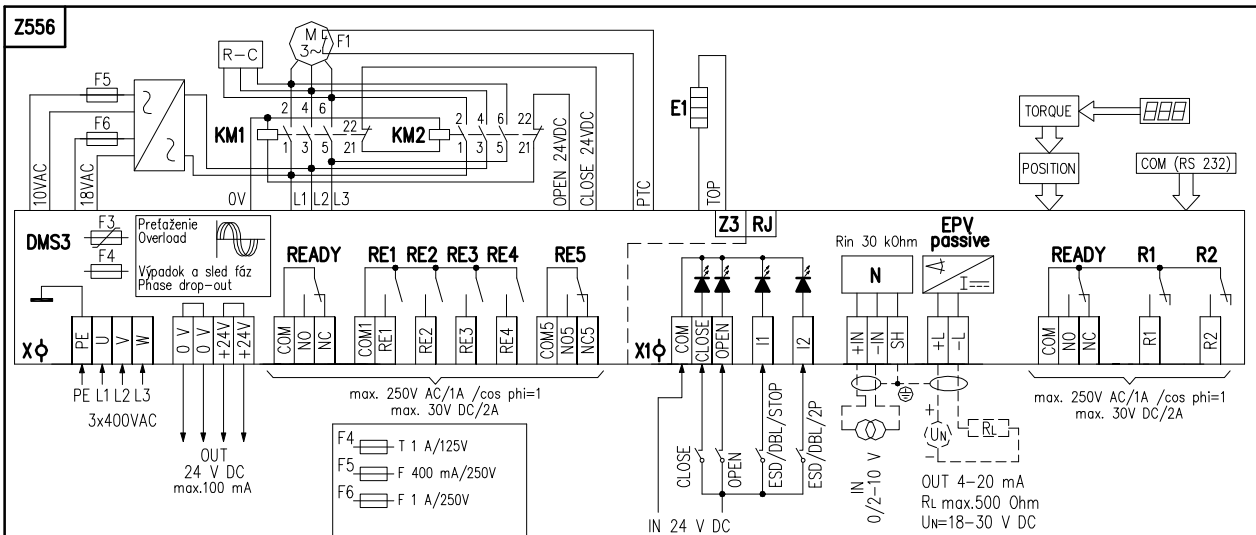 Z556
M
3~
F1
R-C
F5
F6
2 4 6
22
KM1
1 3 5
21
2 4 6
22
KM2
1 3 5
21
E1
TORQUE
POSITION
COM (RS 232)
10VAC
18VAC
0V
L1 L2 L3
OPEN 24VDC
CLOSE 24VDC
PTC
TOP
DMS3
F3
F4
Preťaženie
Overload
Výpadok a sled fáz
Phase drop-out
READY
RE1 RE2 RE3 RE4
RE5
Z3 RJ
Rin 30 kOhm
N
EPV
passive
I
READY
R1
R2
X
PE
U
V
W
0 V
0 V
+24V
+24V
COM
NO
NC
COM1
RE1
RE2
RE3
RE4
COM5
NO5
NC5
X1
COM
CLOSE
OPEN
I1
I2
+IN
-IN
SH
+L
-L
COM
NO
NC
R1
R2
PE L1 L2 L3
3x400VAC
OUT
24 V DC
max.100 mA
max. 250V AC/1A /cos phi=1
max. 30V DC/2A
F4 T 1 A/125V
F5 F 400 mA/250V
F6 F 1 A/250V
CLOSE
OPEN
ESD/DBL/STOP
ESD/DBL/2P
IN 24 V DC
IN
0/2-10 V
+
UN
-
RL
OUT 4-20 mA
RL max.500 Ohm
UN=18-30 V DC
max. 250V AC/1A /cos phi=1
max. 30V DC/2A